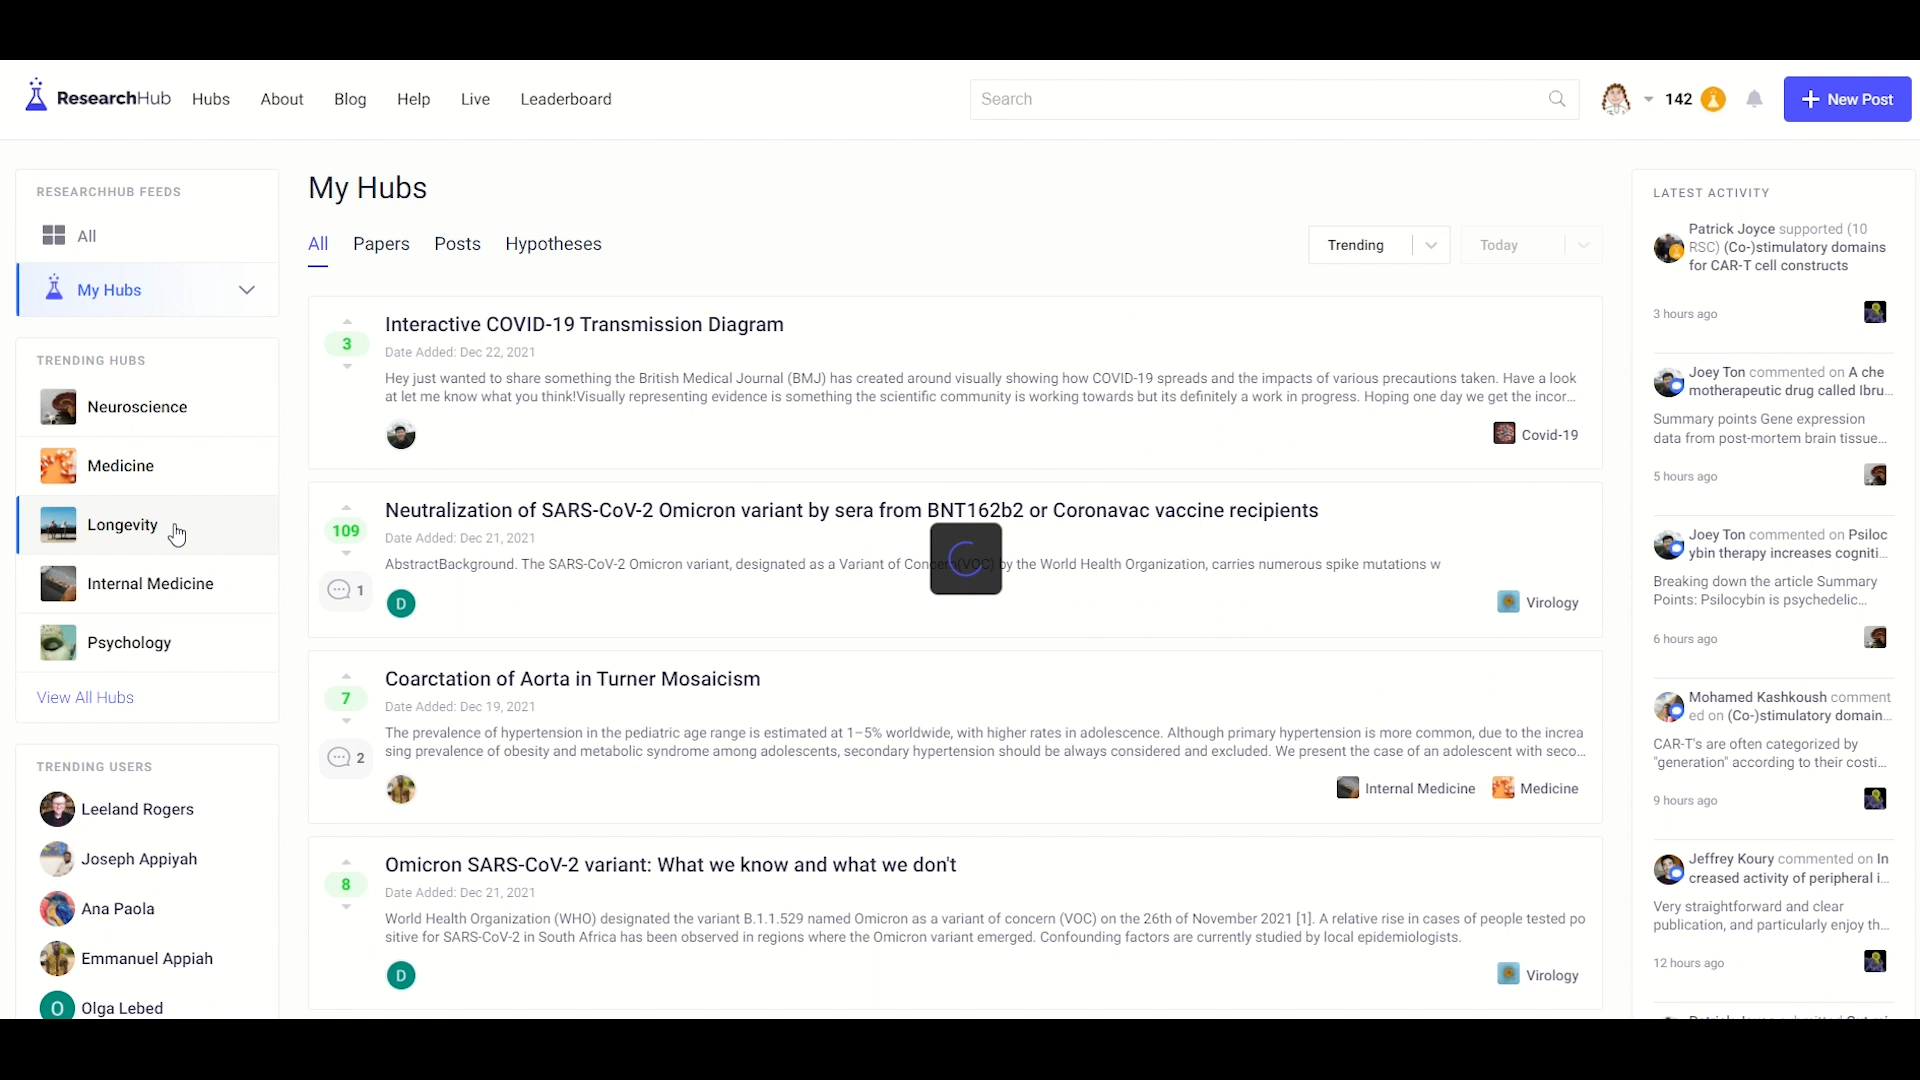 ResearchHub Hubs About Blog Help Live Leaderboard Search 142 New Post
RESEARCHHUB FEEDS
All
My Hubs
TRENDING HUBS
Neuroscience
Medicine
Longevity
Internal Medicine
Psychology
View All Hubs
TRENDING USERS
Leeland Rogers
Joseph Appiyah
Ana Paola
Emmanuel Appiah
O Olga Lebed
My Hubs
All Papers Posts Hypotheses Trending Today
Interactive COVID-19 Transmission Diagram
3
Date Added: Dec 22, 2021
Hey just wanted to share something the British Medical Journal (BMJ) has created around visually showing how COVID-19 spreads and the impacts of various precautions taken. Have a look
at let me know what you think!Visually representing evidence is something the scientific community is working towards but its definitely a work in progress. Hoping one day we get the incor...
Covid-19
Neutralization of SARS-CoV-2 Omicron variant by sera from BNT162b2 or Coronavac vaccine recipients
109
Date Added: Dec 21, 2021
AbstractBackground. The SARS-CoV-2 Omicron variant, designated as a Variant of Concern (VOC) by the World Health Organization, carries numerous spike mutations w
1
D
Virology
Coarctation of Aorta in Turner Mosaicism
7
Date Added: Dec 19, 2021
The prevalence of hypertension in the pediatric age range is estimated at 1–5% worldwide, with higher rates in adolescence. Although primary hypertension is more common, due to the increa
sing prevalence of obesity and metabolic syndrome among adolescents, secondary hypertension should be always considered and excluded. We present the case of an adolescent with seco...
2
Internal Medicine Medicine
Omicron SARS-CoV-2 variant: What we know and what we don't
8
Date Added: Dec 21, 2021
World Health Organization (WHO) designated the variant B.1.1.529 named Omicron as a variant of concern (VOC) on the 26th of November 2021 [1]. A relative rise in cases of people tested po
sitive for SARS-CoV-2 in South Africa has been observed in regions where the Omicron variant emerged. Confounding factors are currently studied by local epidemiologists.
D
Virology
LATEST ACTIVITY
Patrick Joyce supported (10
RSC) (Co-)stimulatory domains
for CAR-T cell constructs
3 hours ago
Joey Ton commented on A che
motherapeutic drug called Ibru...
Summary points Gene expression
data from post-mortem brain tissue...
5 hours ago
Joey Ton commented on Psiloc
ybin therapy increases cogniti...
Breaking down the article Summary
Points: Psilocybin is psychedelic...
6 hours ago
Mohamed Kashkoush comment
ed on (Co-)stimulatory domain...
CAR-T's are often categorized by
"generation" according to their costi...
9 hours ago
Jeffrey Koury commented on In
creased activity of peripheral i...
Very straightforward and clear
publication, and particularly enjoy th...
12 hours ago